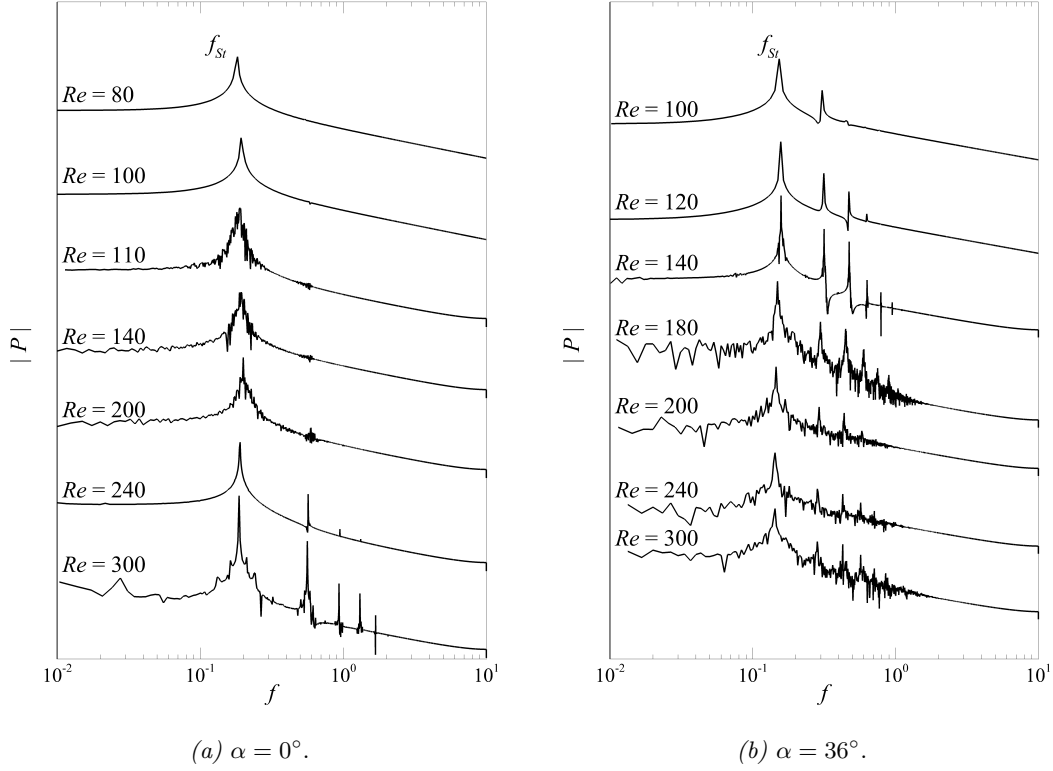 f_St
Re = 80
Re = 100
Re = 110
Re = 140
Re = 200
Re = 240
Re = 300
| P |
10^-2 10^-1 10^0 10^1
f
(a) α = 0°.
f_St
Re = 100
Re = 120
Re = 140
Re = 180
Re = 200
Re = 240
Re = 300
| P |
10^-2 10^-1 10^0 10^1
f
(b) α = 36°.